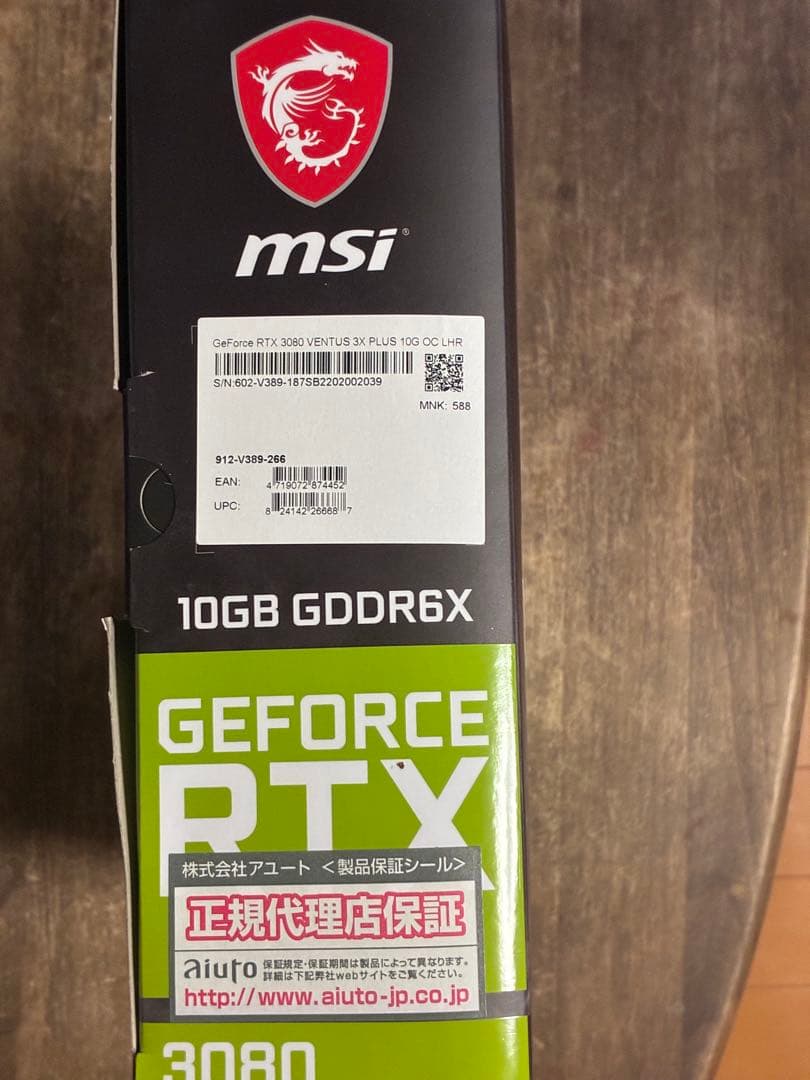 msi®
GeForce RTX 3080 VENTUS 3X PLUS 10G OC LHR
S/N:602-V389-187SB2202002039
MNK: 588
912-V389-266
EAN: 4 719072 874452
UPC: 8 24142 26668 7
10GB GDDR6X
GEFORCE
RTX
株式会社アユート <製品保証シール>
正規代理店保証
aiuto 保証規定・保証期間は製品によって異なります。
詳細は下記弊社webサイトをご覧ください。
http://www.aiuto-jp.co.jp
3080